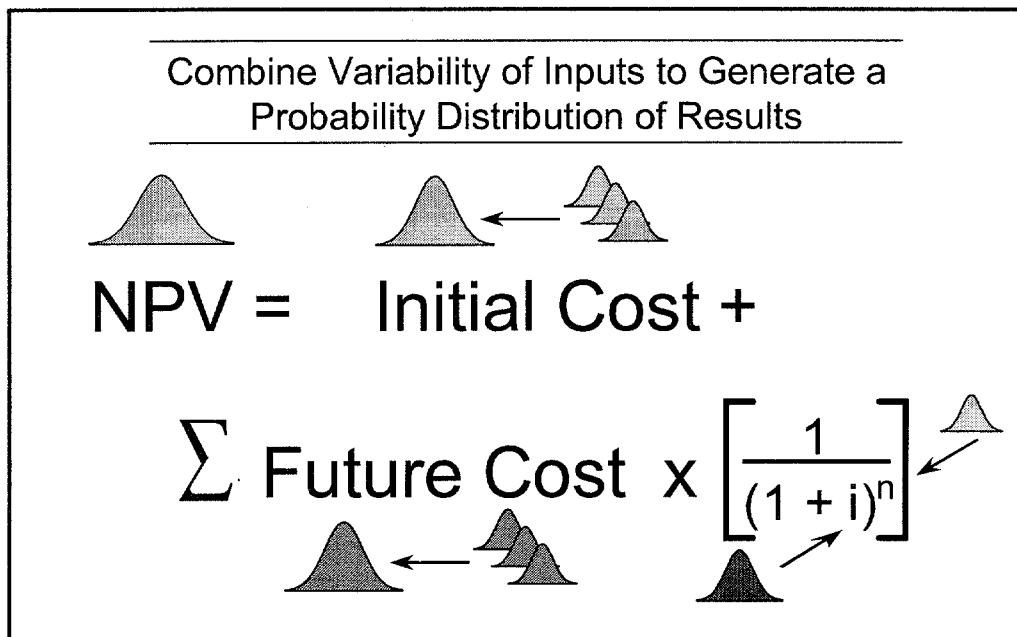 Combine Variability of Inputs to Generate a
Probability Distribution of Results
NPV = Initial Cost +
∑ Future Cost x [1 / (1 + i)ⁿ]